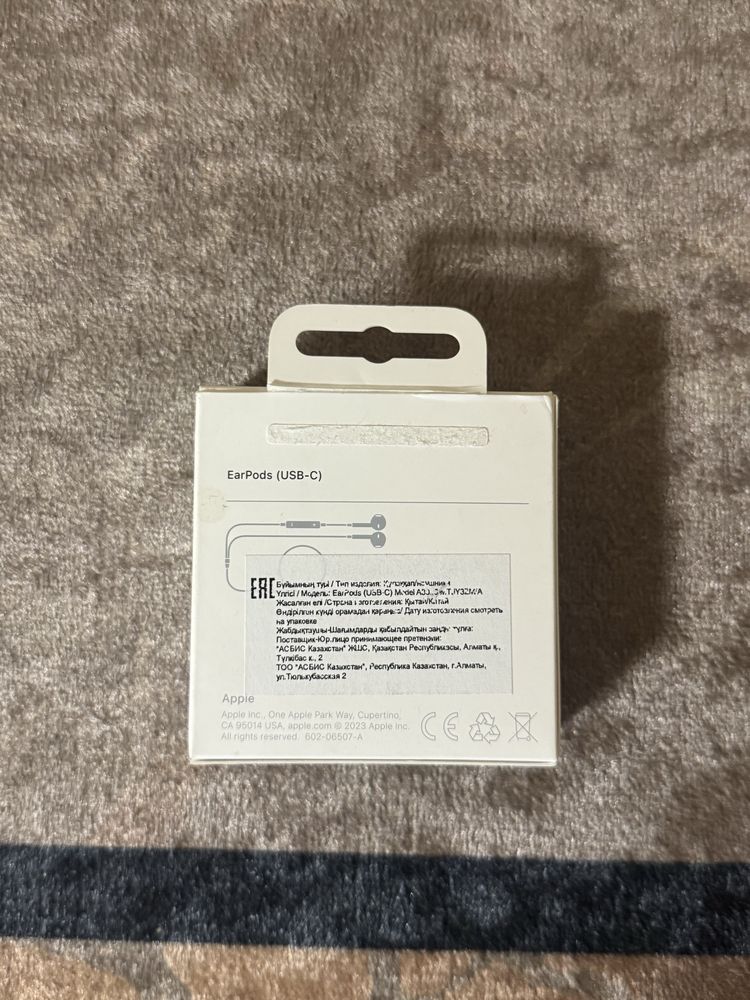 EarPods (USB-C)
EAC
Бұйымның түрі / Тип изделия:
Үлгісі / Модель: EarPods (USB-C) Model
Жасалған елі /Страна изготовления: Қытай/Китай
Өндірілген күнді орамадан қараңыз/ Дату изготовления смотреть
на упаковке
Жабдықтаушы-Шағымдарды қабылдайтын заңды тұлға:
Поставщик-Юр.лицо принимающее претензии:
"АСБИС Казахстан" ЖШС, Қазақстан Республикасы, Алматы қ.,
Түлкібас к., 2
ТОО "АСБИС Казахстан", Республика Казахстан, г.Алматы,
ул.Тюлькубасская 2
Apple
Apple Inc., One Apple Park Way, Cupertino,
CA 95014 USA, apple.com © 2023 Apple Inc.
All rights reserved. 602-06507-A
CE